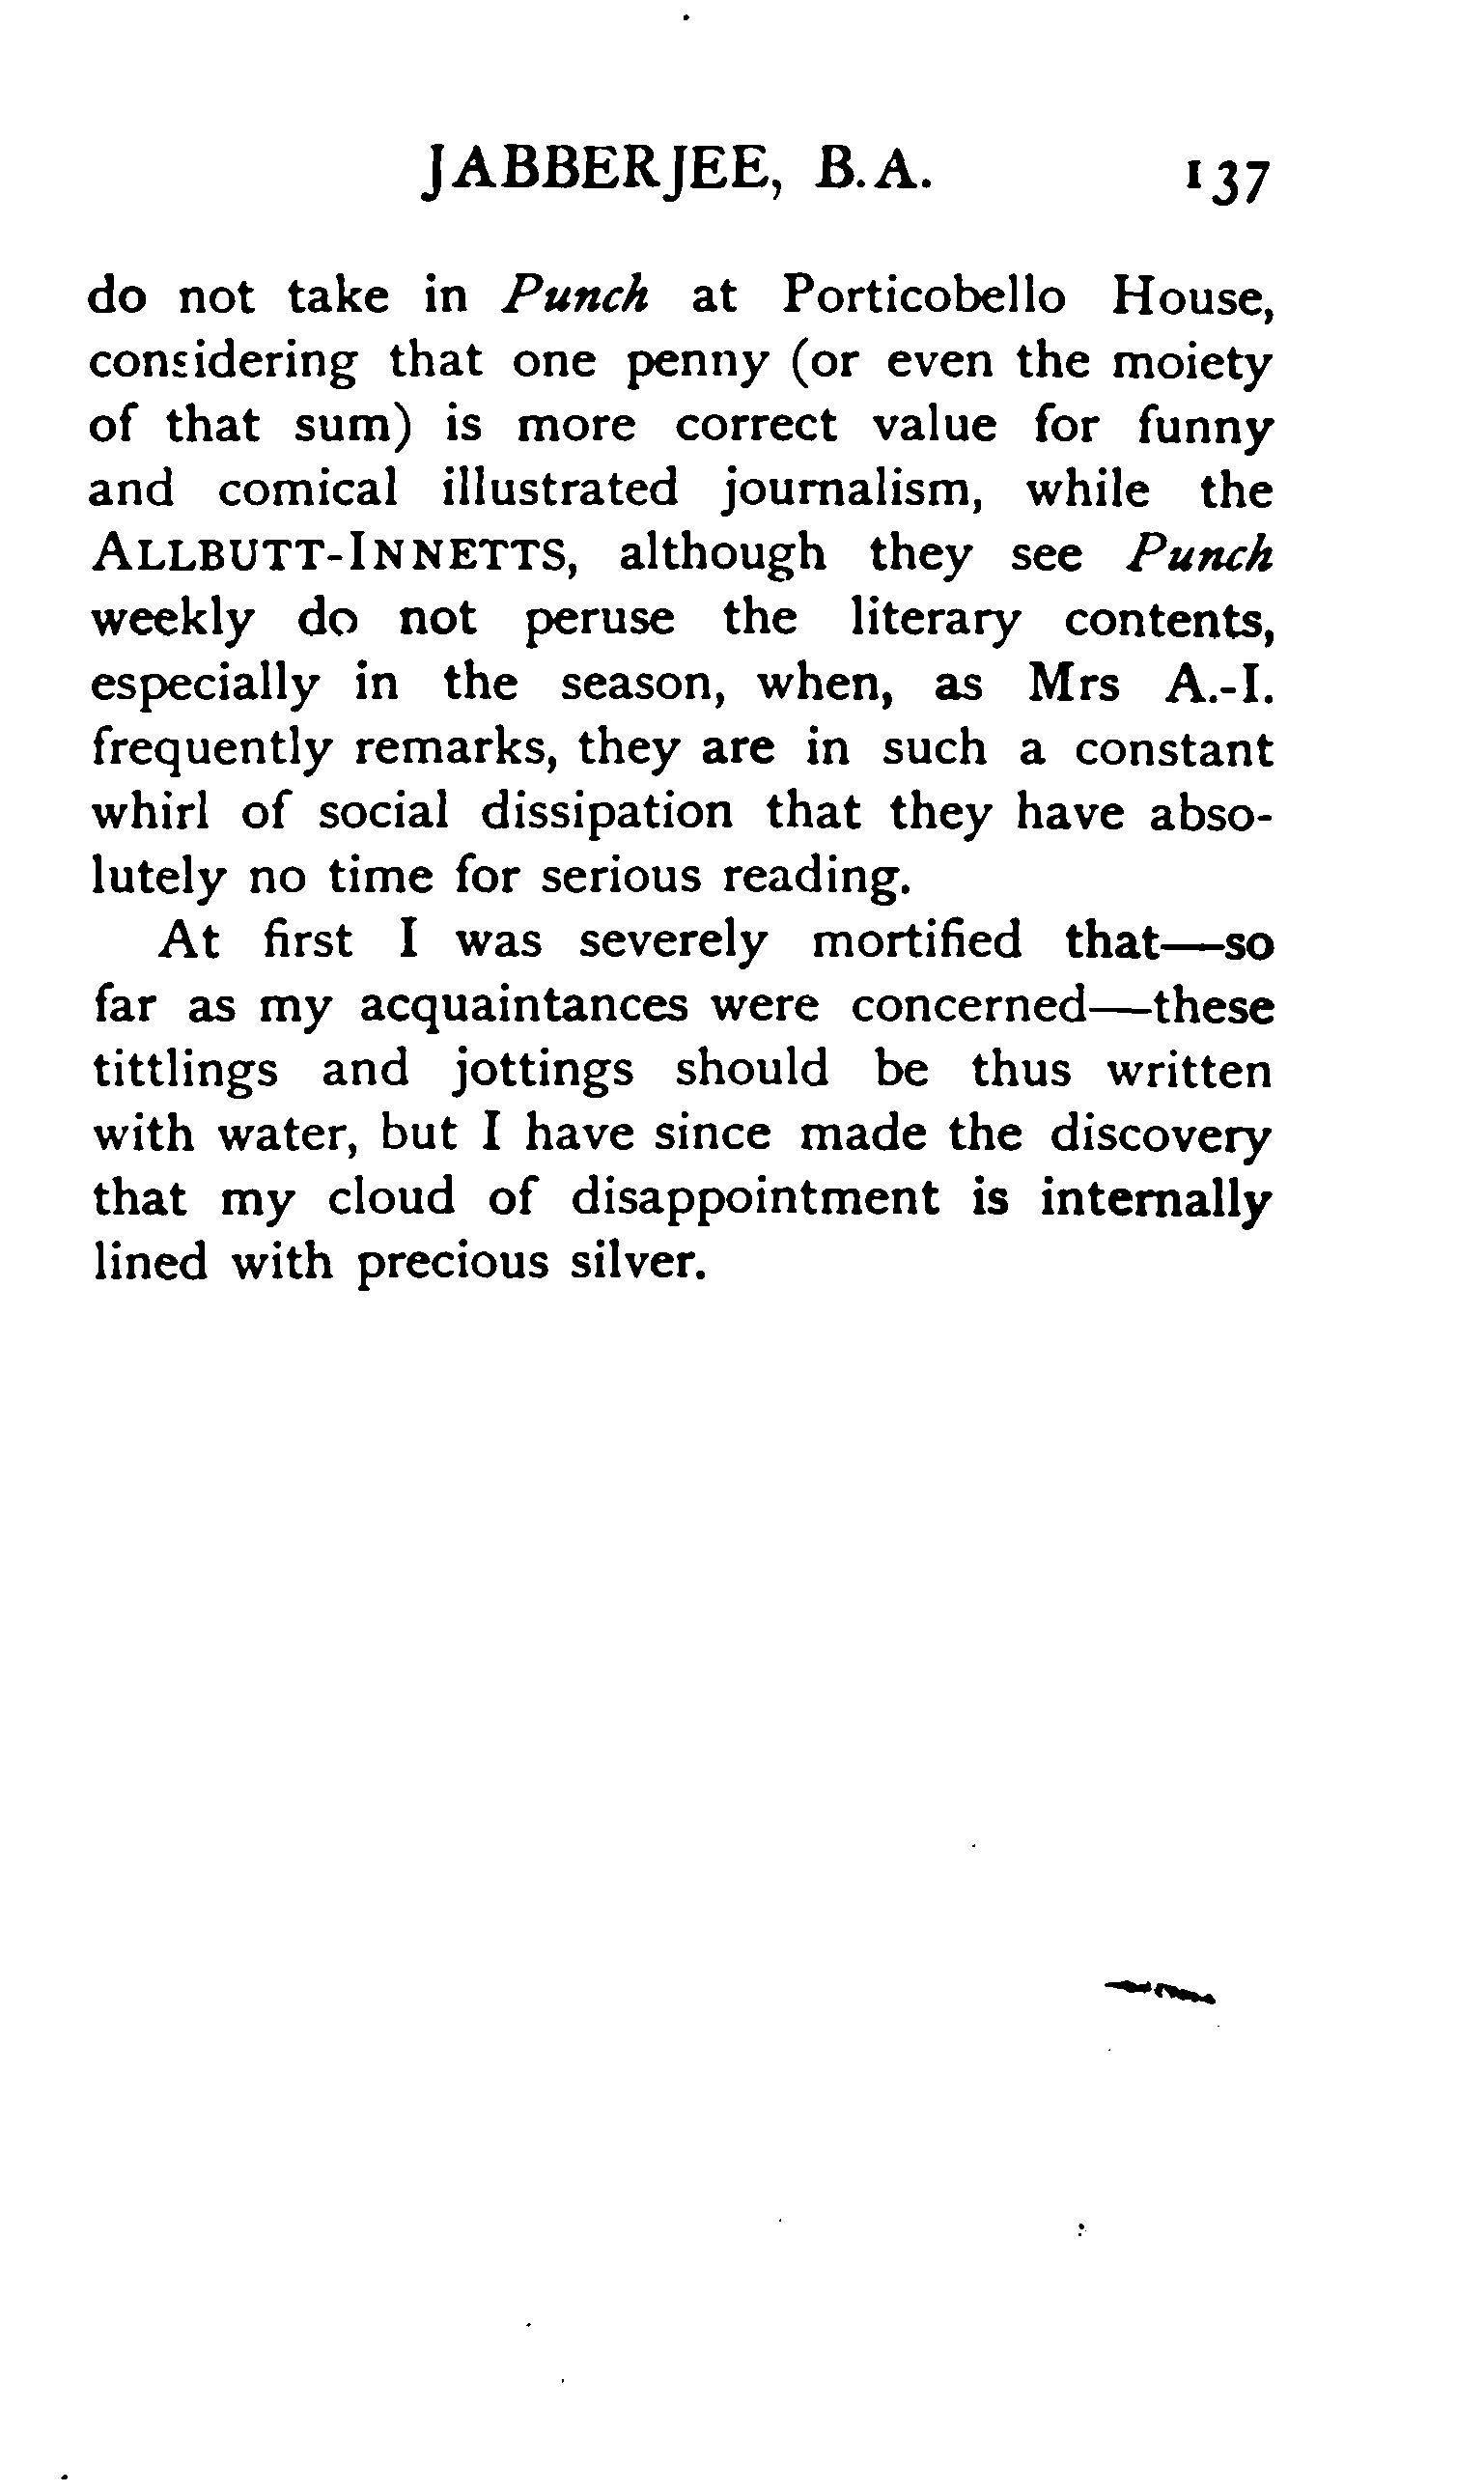 JABBERJEE, B.A. 137
do not take in Punch at Porticobello House,
considering that one penny (or even the moiety
of that sum) is more correct value for funny
and comical illustrated journalism, while the
ALLBUTT-INNETTS, although they see Punch
weekly do not peruse the literary contents,
especially in the season, when, as Mrs A.-I.
frequently remarks, they are in such a constant
whirl of social dissipation that they have abso-
lutely no time for serious reading.
At first I was severely mortified that—so
far as my acquaintances were concerned—these
tittlings and jottings should be thus written
with water, but I have since made the discovery
that my cloud of disappointment is internally
lined with precious silver.